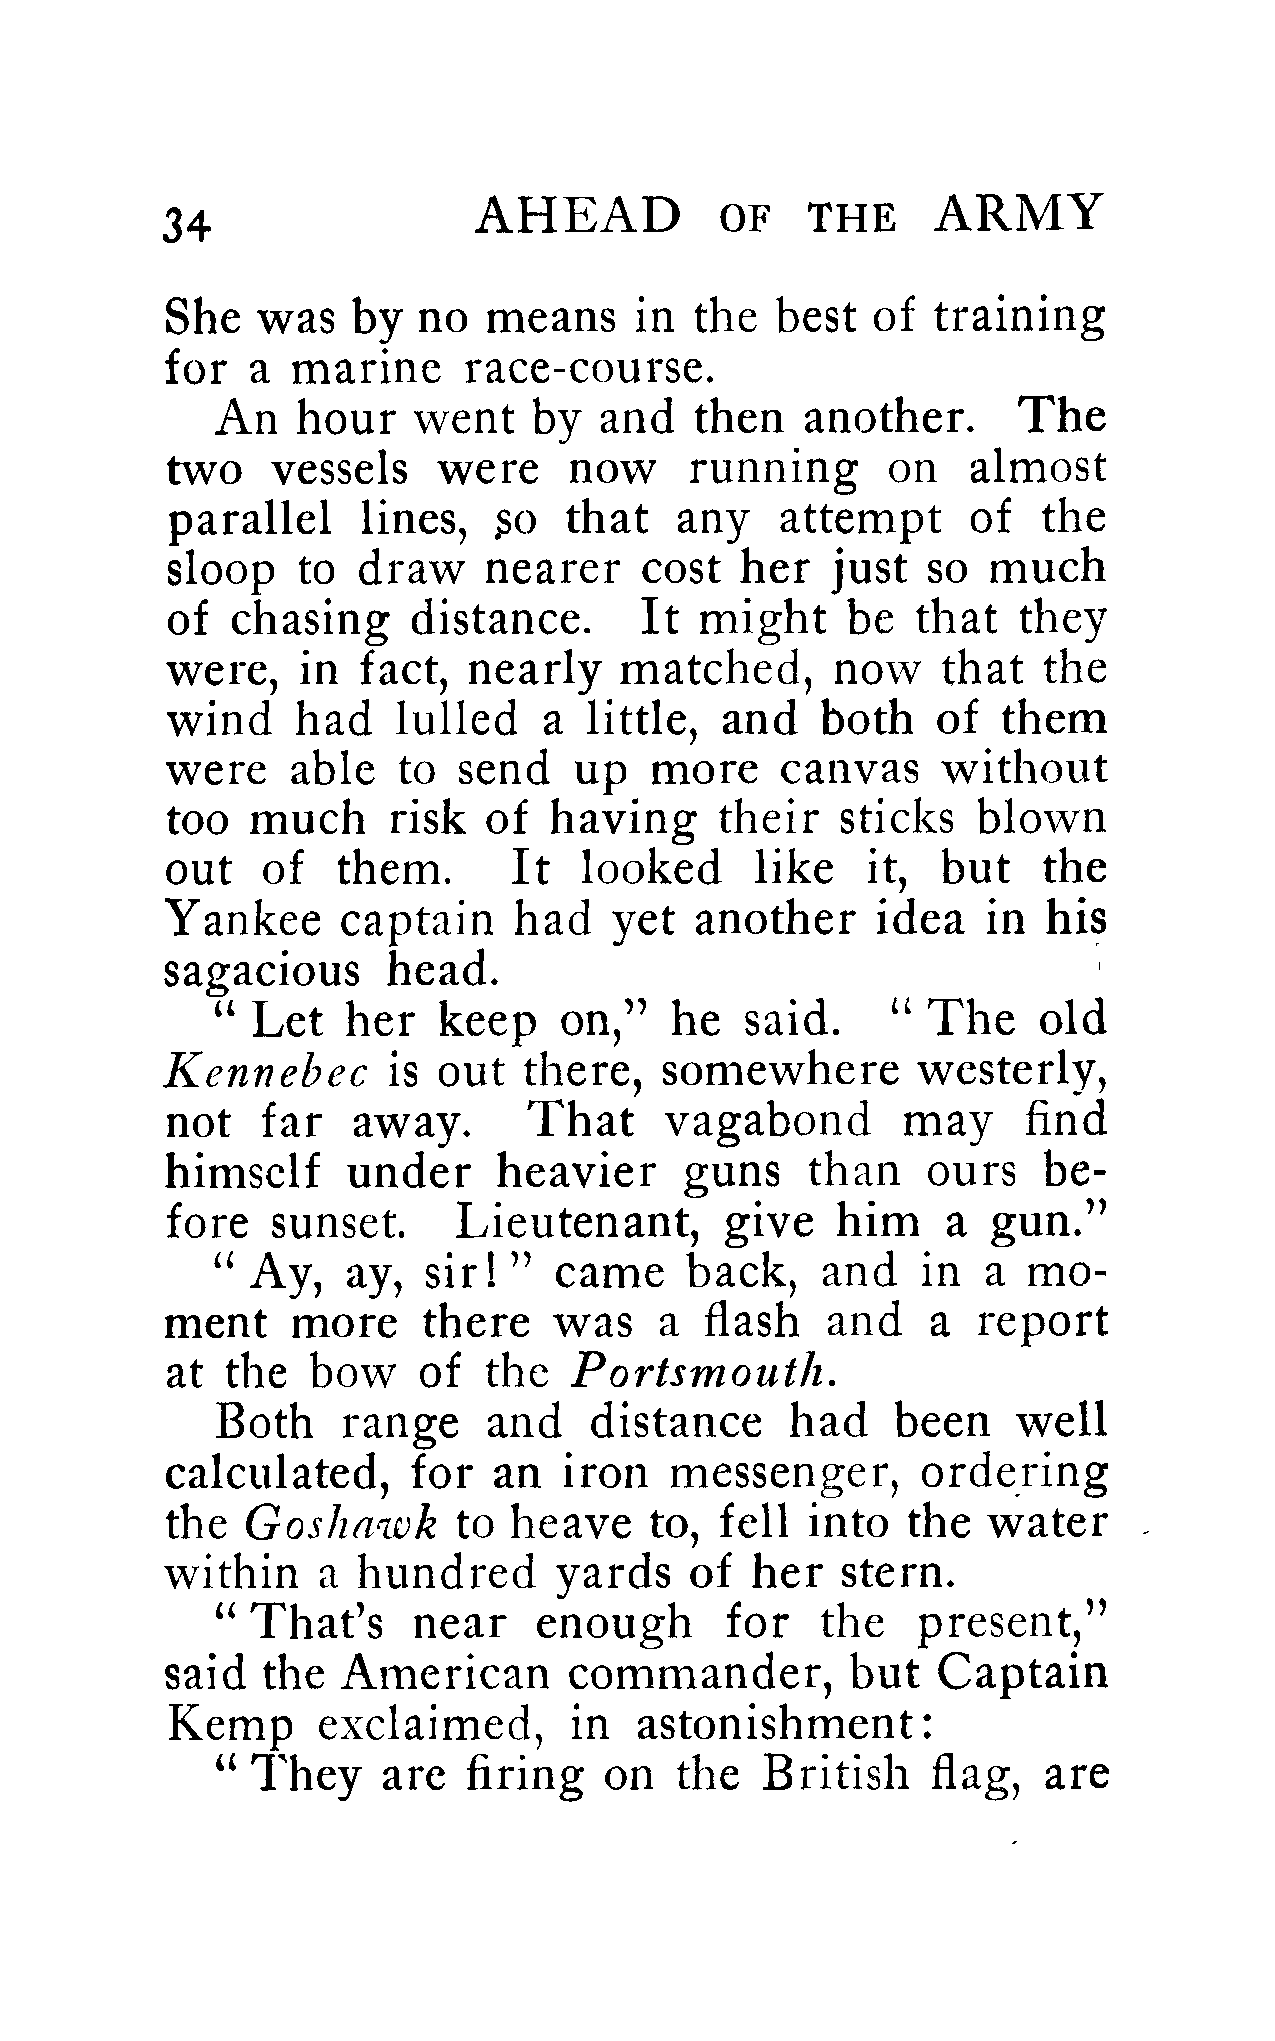 34 AHEAD OF THE ARMY
She was by no means in the best of training
for a marine race-course.
An hour went by and then another. The
two vessels were now running on almost
parallel lines, so that any attempt of the
sloop to draw nearer cost her just so much
of chasing distance. It might be that they
were, in fact, nearly matched, now that the
wind had lulled a little, and both of them
were able to send up more canvas without
too much risk of having their sticks blown
out of them. It looked like it, but the
Yankee captain had yet another idea in his
sagacious head.
" Let her keep on," he said. " The old
Kennebec is out there, somewhere westerly,
not far away. That vagabond may find
himself under heavier guns than ours be-
fore sunset. Lieutenant, give him a gun."
" Ay, ay, sir! " came back, and in a mo-
ment more there was a flash and a report
at the bow of the Portsmouth.
Both range and distance had been well
calculated, for an iron messenger, ordering
the Goshawk to heave to, fell into the water
within a hundred yards of her stern.
" That's near enough for the present,"
said the American commander, but Captain
Kemp exclaimed, in astonishment:
" They are firing on the British flag, are